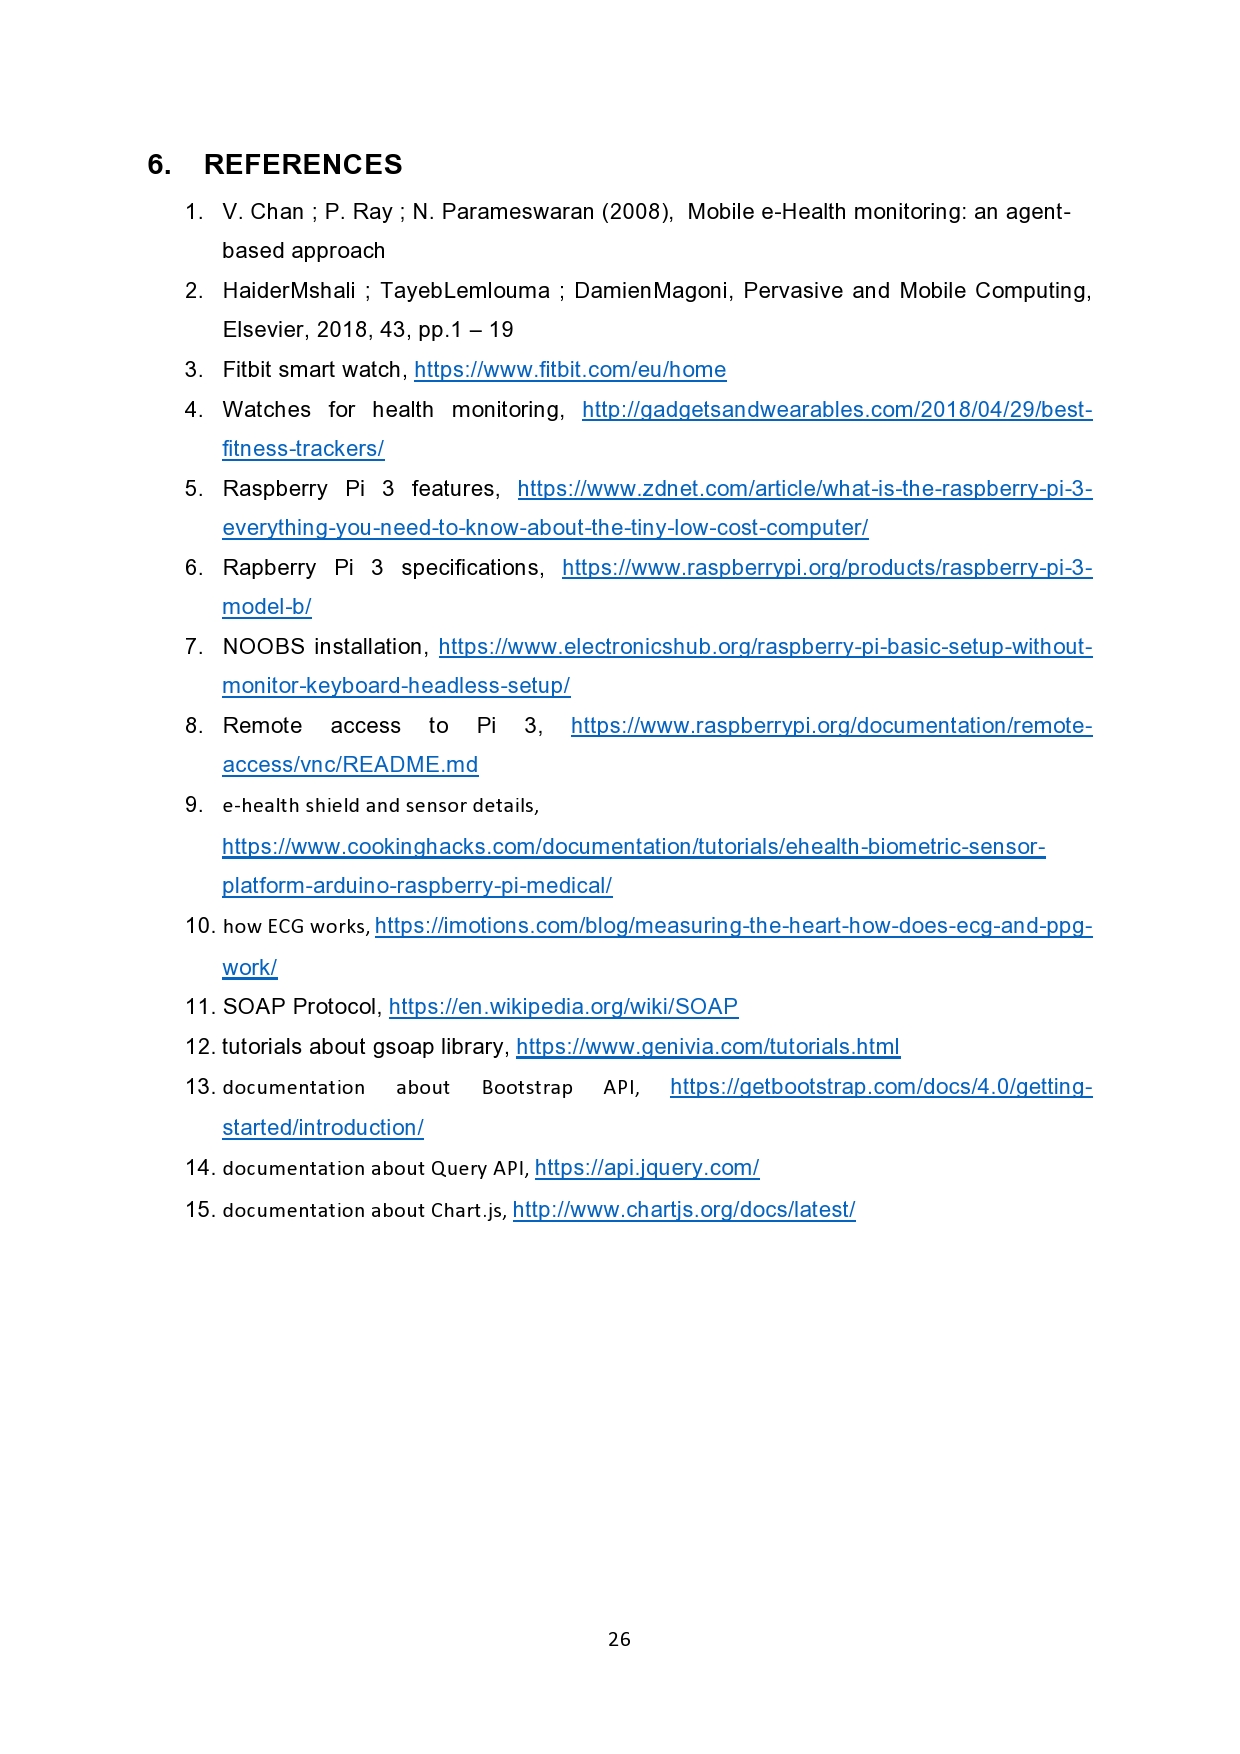 6. REFERENCES
1. V. Chan ; P. Ray ; N. Parameswaran (2008), Mobile e-Health monitoring: an agent-
based approach
2. HaiderMshali ; TayebLemlouma ; DamienMagoni, Pervasive and Mobile Computing,
Elsevier, 2018, 43, pp.1 – 19
3. Fitbit smart watch, https://www.fitbit.com/eu/home
4. Watches for health monitoring, http://gadgetsandwearables.com/2018/04/29/best-
fitness-trackers/
5. Raspberry Pi 3 features, https://www.zdnet.com/article/what-is-the-raspberry-pi-3-
everything-you-need-to-know-about-the-tiny-low-cost-computer/
6. Rapberry Pi 3 specifications, https://www.raspberrypi.org/products/raspberry-pi-3-
model-b/
7. NOOBS installation, https://www.electronicshub.org/raspberry-pi-basic-setup-without-
monitor-keyboard-headless-setup/
8. Remote access to Pi 3, https://www.raspberrypi.org/documentation/remote-
access/vnc/README.md
9. e-health shield and sensor details,
https://www.cookinghacks.com/documentation/tutorials/ehealth-biometric-sensor-
platform-arduino-raspberry-pi-medical/
10. how ECG works, https://imotions.com/blog/measuring-the-heart-how-does-ecg-and-ppg-
work/
11. SOAP Protocol, https://en.wikipedia.org/wiki/SOAP
12. tutorials about gsoap library, https://www.genivia.com/tutorials.html
13. documentation about Bootstrap API, https://getbootstrap.com/docs/4.0/getting-
started/introduction/
14. documentation about Query API, https://api.jquery.com/
15. documentation about Chart.js, http://www.chartjs.org/docs/latest/
26